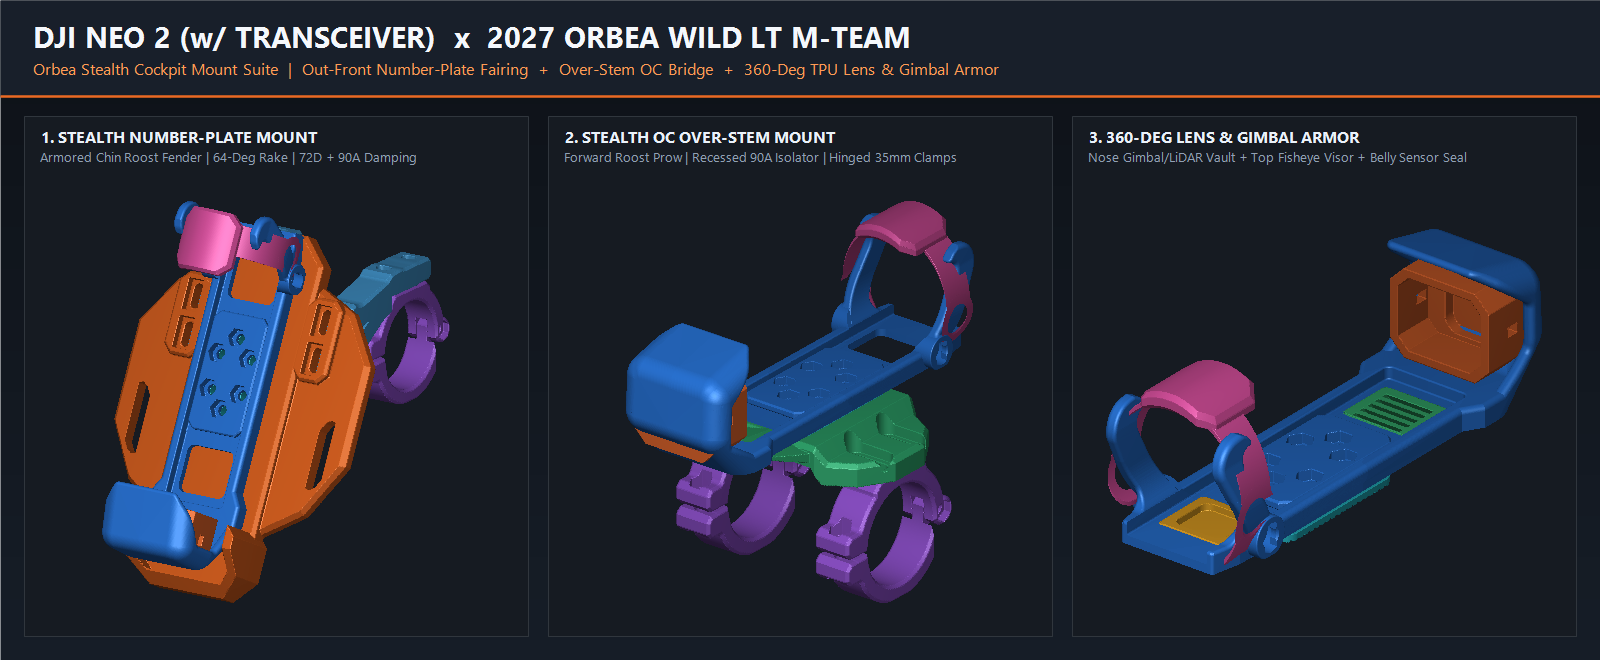 DJI NEO 2 (w/ TRANSCEIVER) x 2027 ORBEA WILD LT M-TEAM
Orbea Stealth Cockpit Mount Suite | Out-Front Number-Plate Fairing + Over-Stem OC Bridge + 360-Deg TPU Lens & Gimbal Armor
1. STEALTH NUMBER-PLATE MOUNT
Armored Chin Roost Fender | 64-Deg Rake | 72D + 90A Damping
2. STEALTH OC OVER-STEM MOUNT
Forward Roost Prow | Recessed 90A Isolator | Hinged 35mm Clamps
3. 360-DEG LENS & GIMBAL ARMOR
Nose Gimbal/LiDAR Vault + Top Fisheye Visor + Belly Sensor Seal